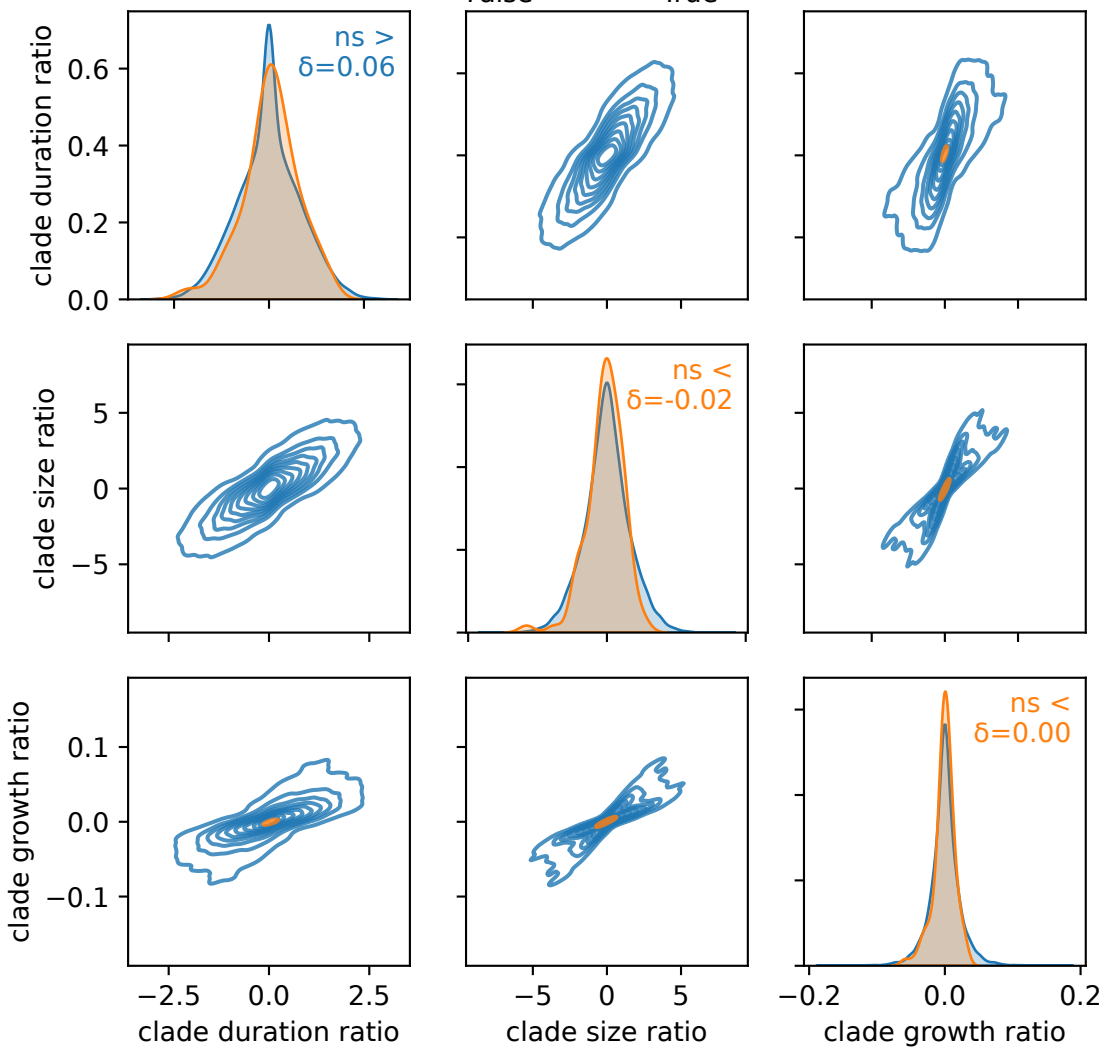 ns >
δ=0.06
clade duration ratio
0.6
0.4
0.2
0.0
−5 0 5
ns <
δ=-0.02
clade size ratio
5
0
−5
ns <
δ=0.00
clade growth ratio
0.1
0.0
−0.1
−2.5 0.0 2.5
−5 0 5
−0.2 0.0 0.2
clade duration ratio
clade size ratio
clade growth ratio